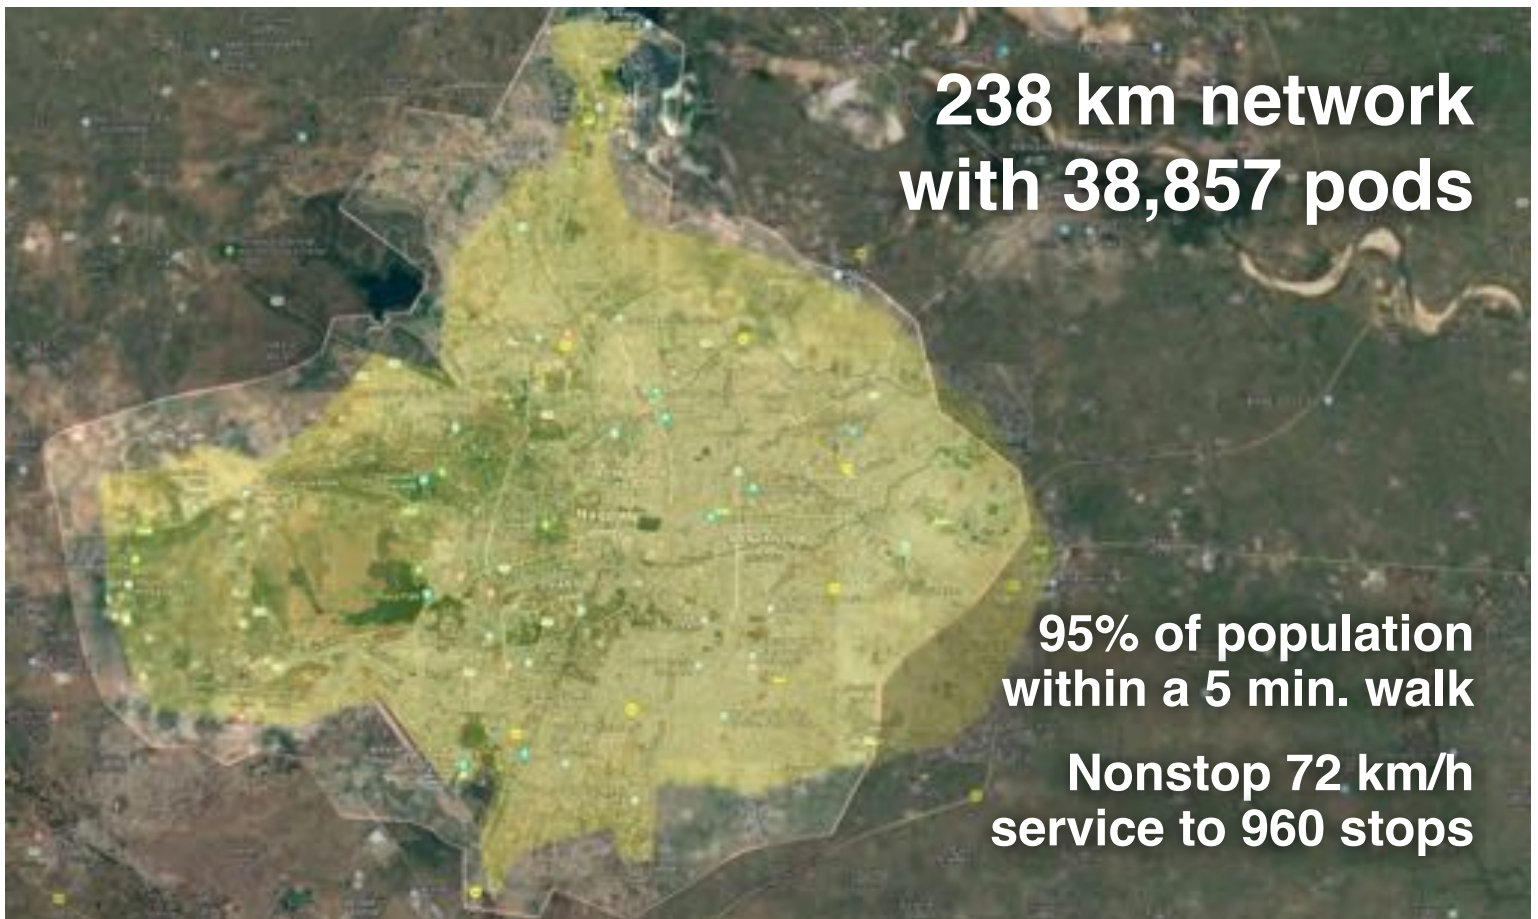 238 km network
with 38,857 pods
95% of population
within a 5 min. walk
Nonstop 72 km/h
service to 960 stops